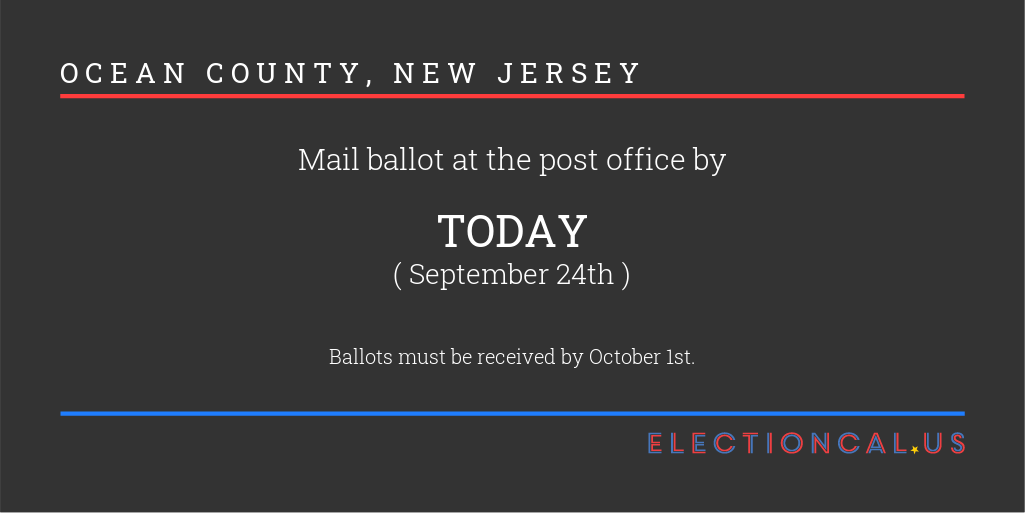 OCEAN COUNTY, NEW JERSEY
Mail ballot at the post office by
TODAY
( September 24th )
Ballots must be received by October 1st.
ELECTIONCAL.US